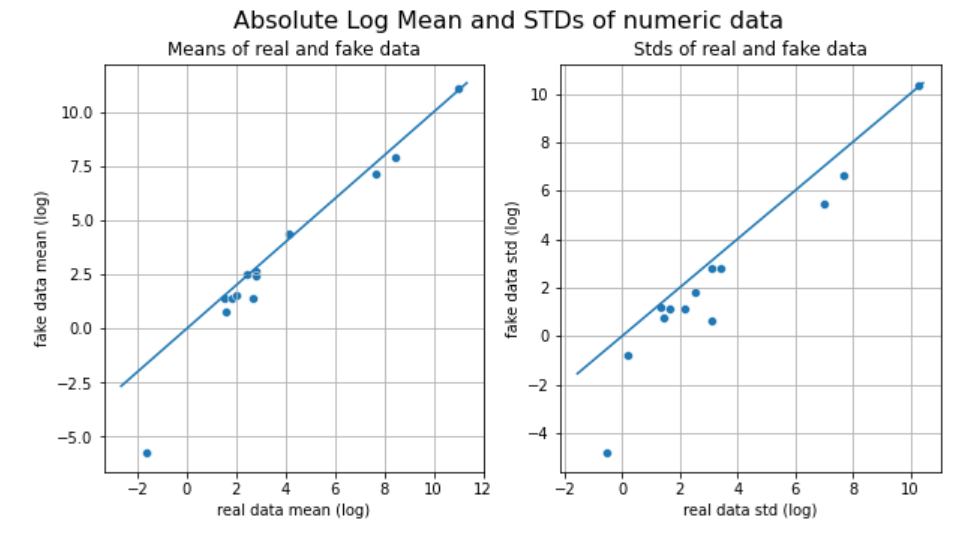 Absolute Log Mean and STDs of numeric data
Means of real and fake data
10.0
7.5
5.0
2.5
0.0
−2.5
−5.0
fake data mean (log)
−2 0 2 4 6 8 10 12
real data mean (log)
Stds of real and fake data
10
8
6
4
2
0
−2
−4
fake data std (log)
−2 0 2 4 6 8 10
real data std (log)